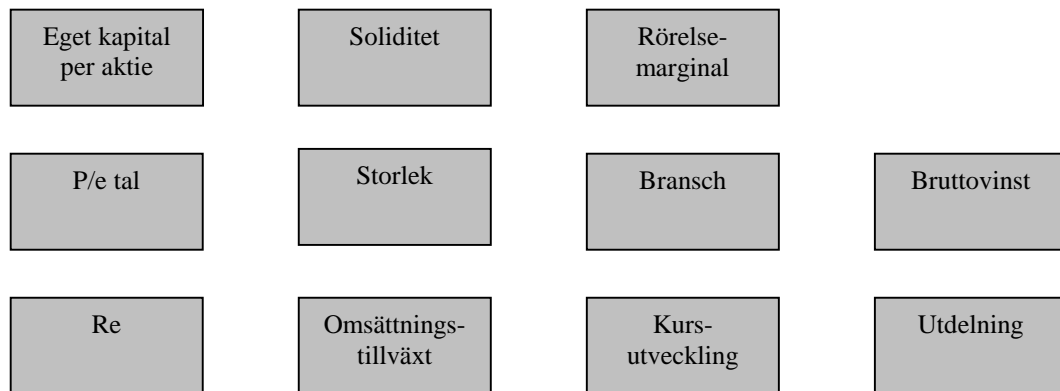 Eget kapital
per aktie
Soliditet
Rörelse-
marginal
P/e tal
Storlek
Bransch
Bruttovinst
Re
Omsättnings-
tillväxt
Kurs-
utveckling
Utdelning